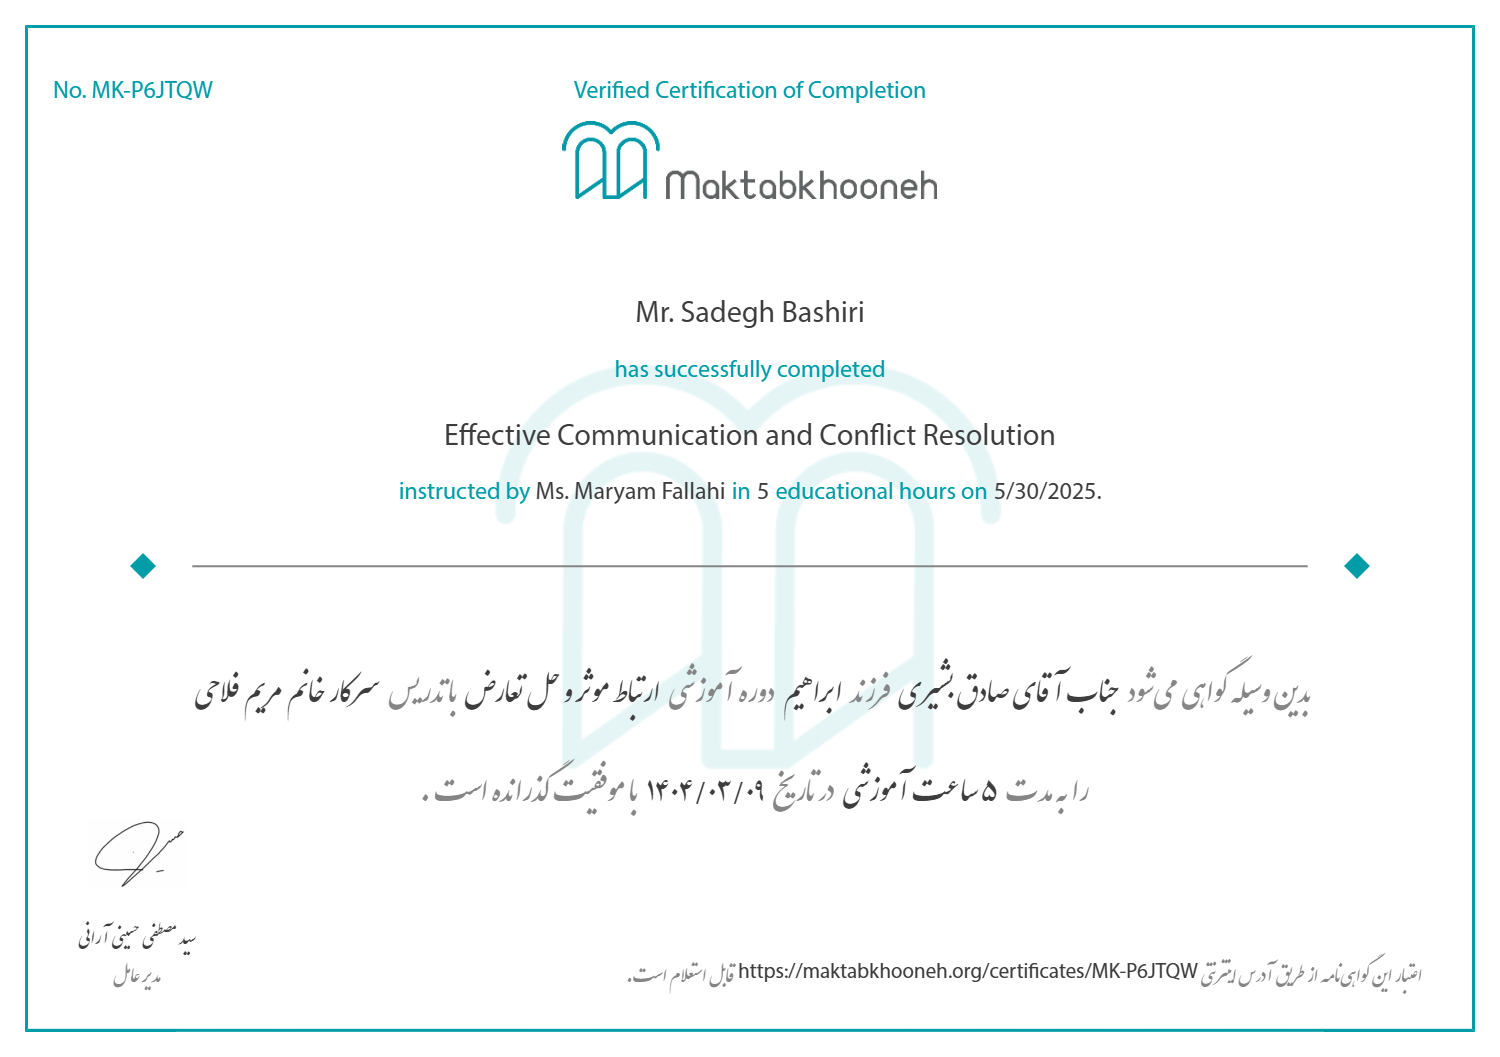 No. MK-P6JTQW
Verified Certification of Completion
Maktabkhooneh
Mr. Sadegh Bashiri
has successfully completed
Effective Communication and Conflict Resolution
instructed by Ms. Maryam Fallahi in 5 educational hours on 5/30/2025.
بدین وسیله گواهی می‌شود جناب آقای صادق بشیری فرزند ابراهیم دوره آموزشی ارتباط موثر و حل تعارض با تدریس سرکار خانم مریم فلاحی
را به مدت ۵ ساعت آموزشی در تاریخ ۱۴۰۴/۰۳/۰۹ با موفقیت گذرانده است .
سید مصطفی حسینی آرانی
مدیر عامل
اعتبار این گواهی‌نامه از طریق آدرس اینترنتی https://maktabkhooneh.org/certificates/MK-P6JTQW قابل استعلام است.